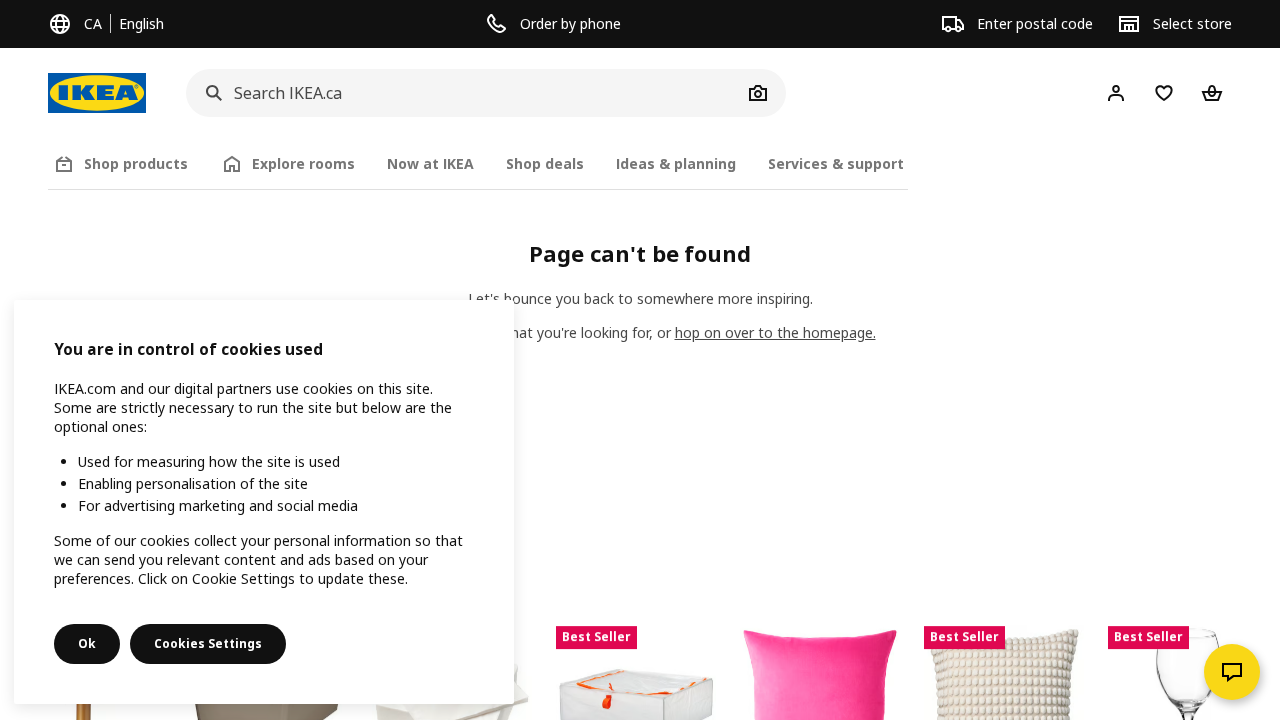 CA English
Order by phone
Enter postal code
Select store
IKEA
Search IKEA.ca
Shop products
Explore rooms
Now at IKEA
Shop deals
Ideas & planning
Services & support
Page can't be found
Let's bounce you back to somewhere more inspiring.
you're looking for, or hop on over to the homepage.
You are in control of cookies used
IKEA.com and our digital partners use cookies on this site.
Some are strictly necessary to run the site but below are the
optional ones:
Used for measuring how the site is used
Enabling personalisation of the site
For advertising marketing and social media
Some of our cookies collect your personal information so that
we can send you relevant content and ads based on your
preferences. Click on Cookie Settings to update these.
Ok
Cookies Settings
Best Seller
Best Seller
Best Seller